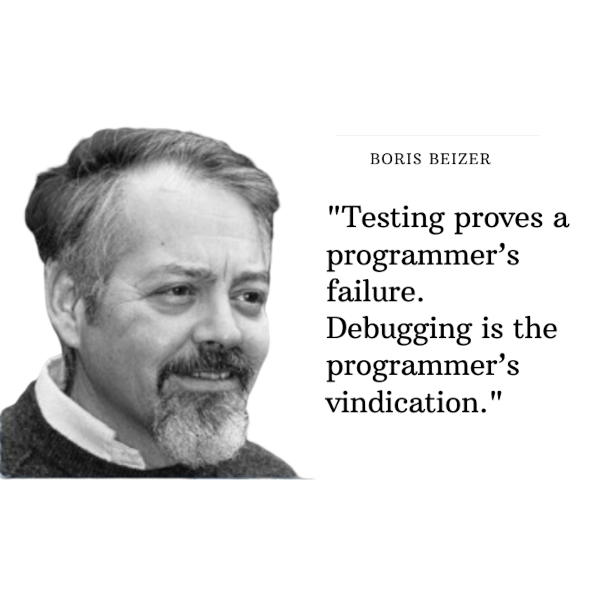 BORIS BEIZER
"Testing proves a
programmer’s
failure.
Debugging is the
programmer’s
vindication."